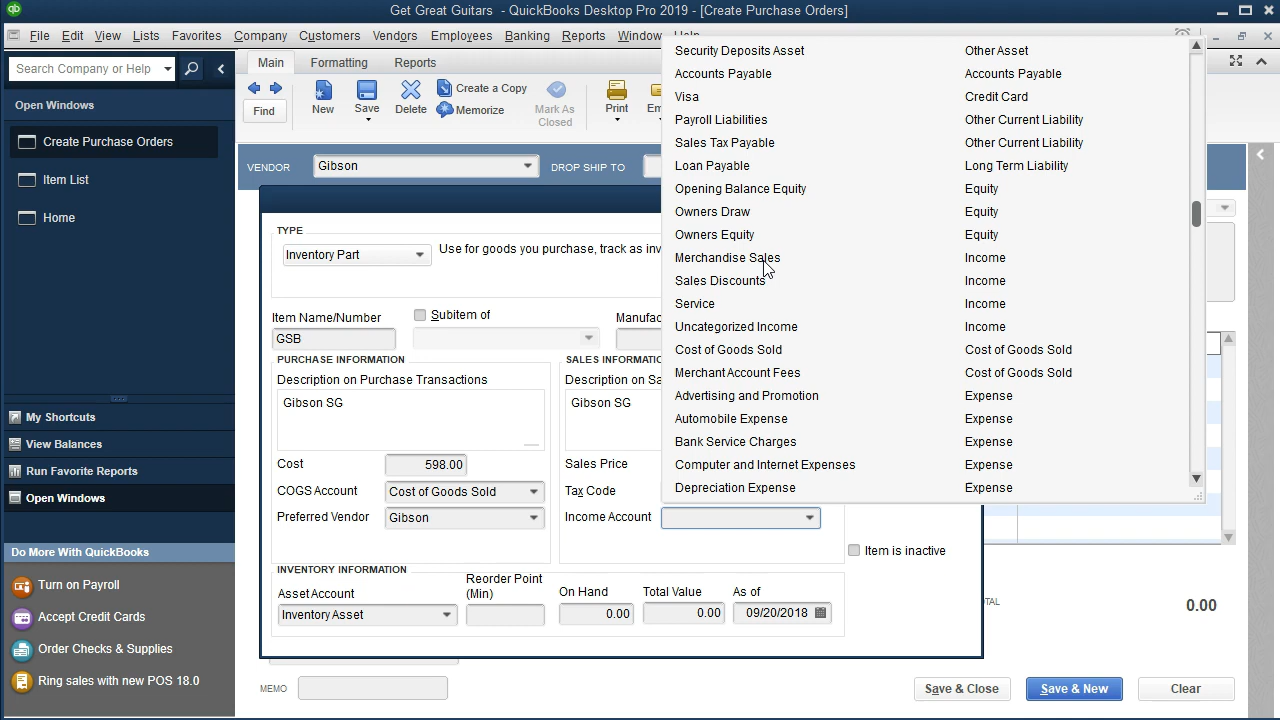 Get Great Guitars - QuickBooks Desktop Pro 2019 - [Create Purchase Orders]
File Edit View Lists Favorites Company Customers Vendors Employees Banking Reports Window Help
Search Company or Help
Main Formatting Reports
Find New Save Delete Create a Copy Memorize Mark As Closed Print
Open Windows
Create Purchase Orders
Item List
Home
My Shortcuts
View Balances
Run Favorite Reports
Open Windows
Do More With QuickBooks
Turn on Payroll
Accept Credit Cards
Order Checks & Supplies
Ring sales with new POS 18.0
VENDOR Gibson DROP SHIP TO
TYPE
Inventory Part Use for goods you purchase, track as inv
Item Name/Number Subitem of Manufac
GSB
PURCHASE INFORMATION SALES INFORMATIO
Description on Purchase Transactions Description on Sa
Gibson SG Gibson SG
Cost 598.00 Sales Price
COGS Account Cost of Goods Sold Tax Code
Preferred Vendor Gibson Income Account
Item is inactive
INVENTORY INFORMATION
Asset Account Reorder Point (Min) On Hand Total Value As of
Inventory Asset 0.00 0.00 09/20/2018
Security Deposits Asset Other Asset
Accounts Payable Accounts Payable
Visa Credit Card
Payroll Liabilities Other Current Liability
Sales Tax Payable Other Current Liability
Loan Payable Long Term Liability
Opening Balance Equity Equity
Owners Draw Equity
Owners Equity Equity
Merchandise Sales Income
Sales Discounts Income
Service Income
Uncategorized Income Income
Cost of Goods Sold Cost of Goods Sold
Merchant Account Fees Cost of Goods Sold
Advertising and Promotion Expense
Automobile Expense Expense
Bank Service Charges Expense
Computer and Internet Expenses Expense
Depreciation Expense Expense
OTAL 0.00
MEMO
Save & Close Save & New Clear